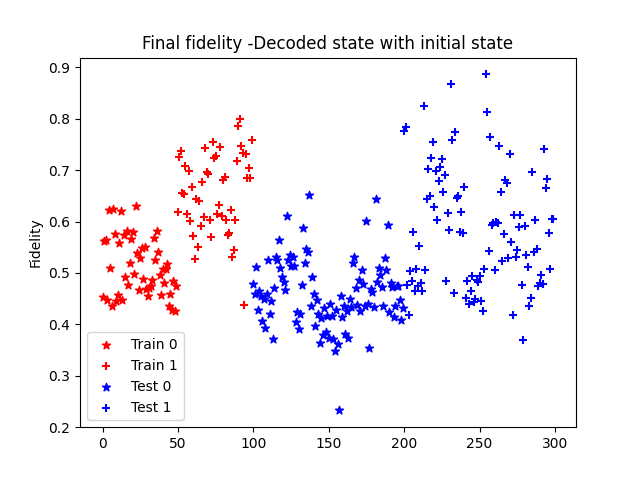 Final fidelity -Decoded state with initial state
0.9
0.8
0.7
0.6
0.5
0.4
0.3
0.2
Fidelity
Train 0
Train 1
Test 0
Test 1
0 50 100 150 200 250 300